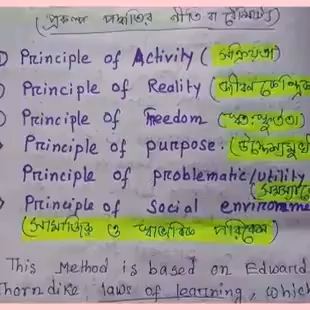 (প্রকল্প পদ্ধতির নীতি বা বৈশিষ্ট্য)
Principle of Activity (সক্রিয়তা)
Principle of Reality (জীবন কেন্দ্রিক
Principle of Freedom
Principle of purpose. (উদ্দেশ্যমুখী
Principle of problematic/utility
Principle of social environme
(সামাজিক ও স্বাভাবিক পরিবেশ)
This Method is based on Edward
Thorndike laws of learning, which